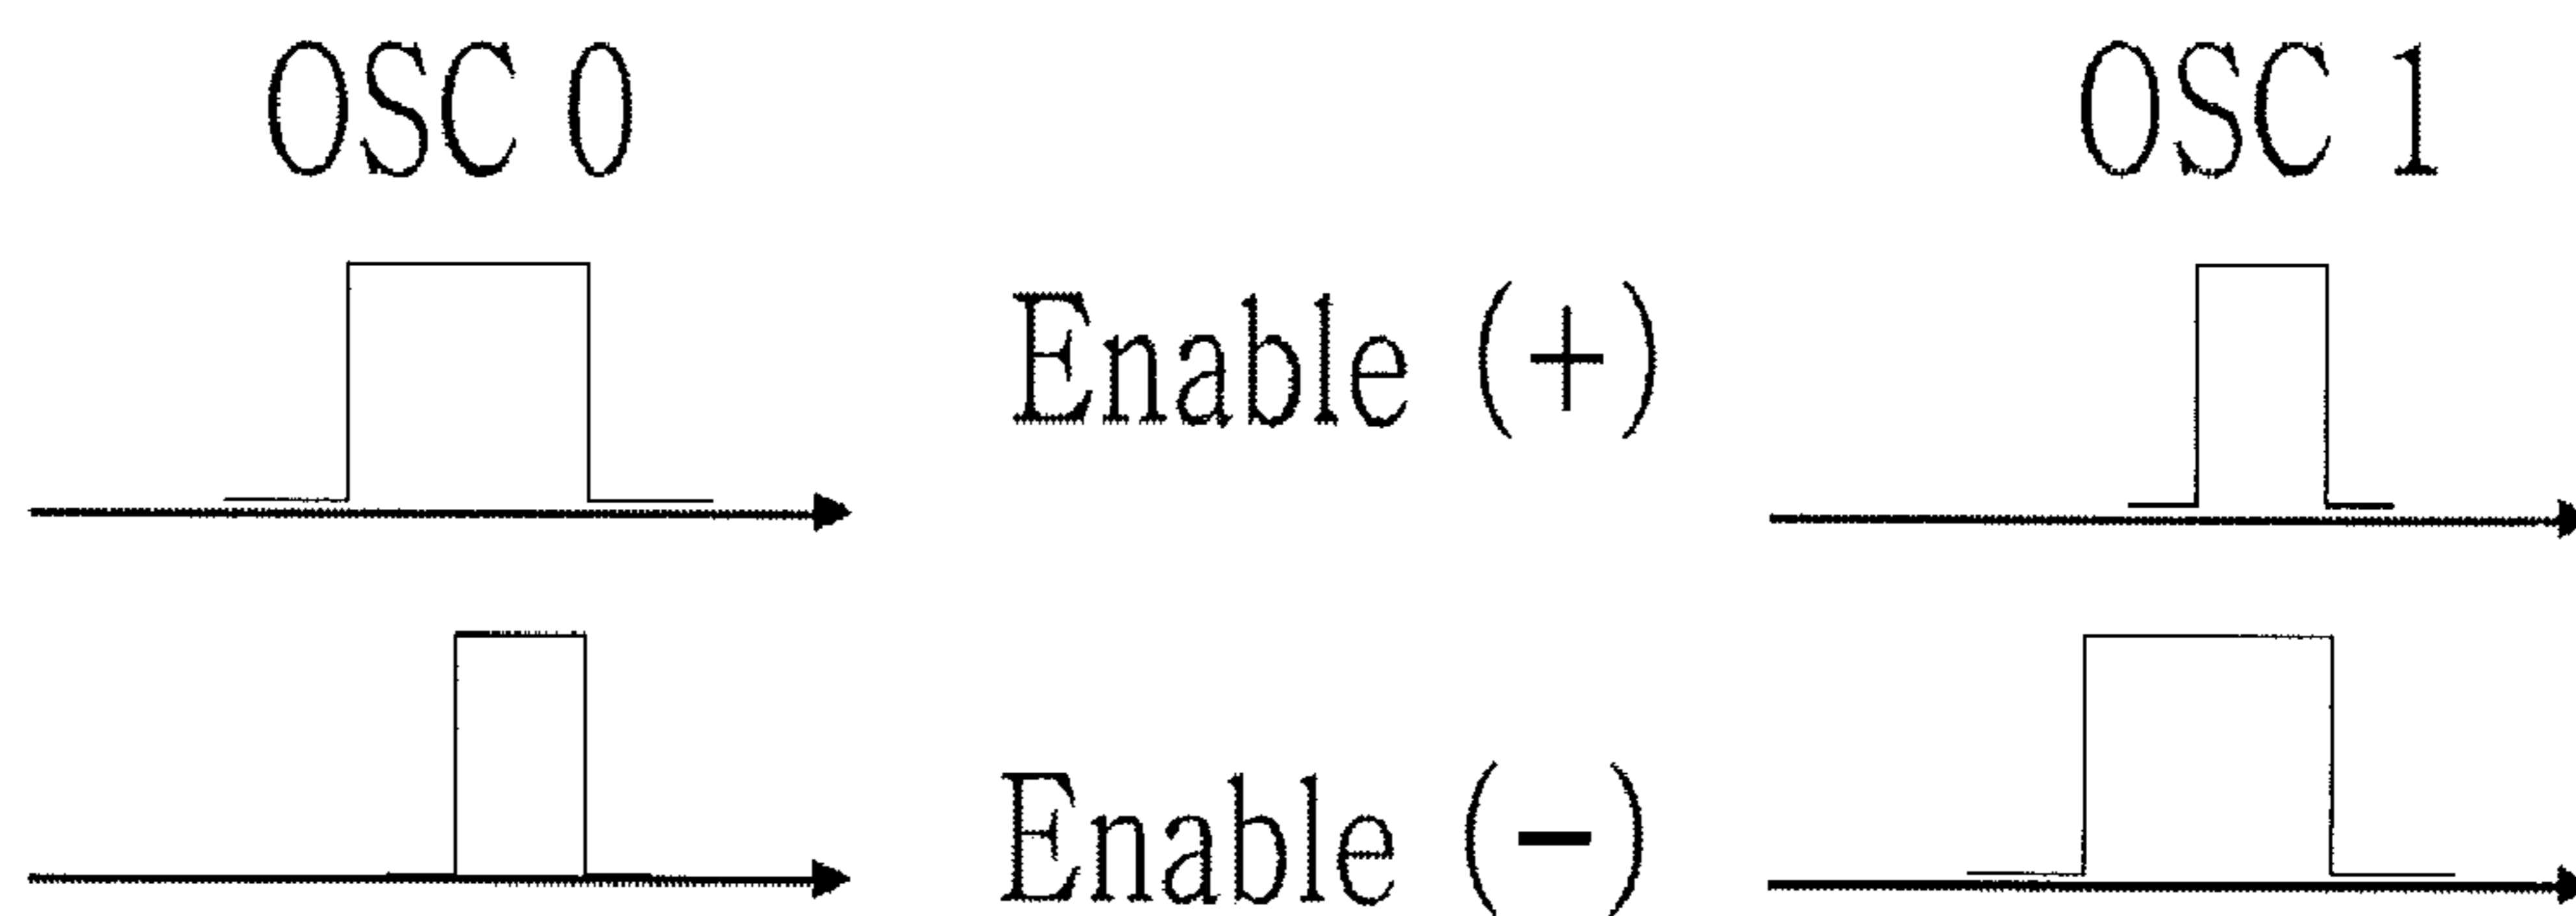 OSC 0 OSC 1
Enable (+)
Enable (−)